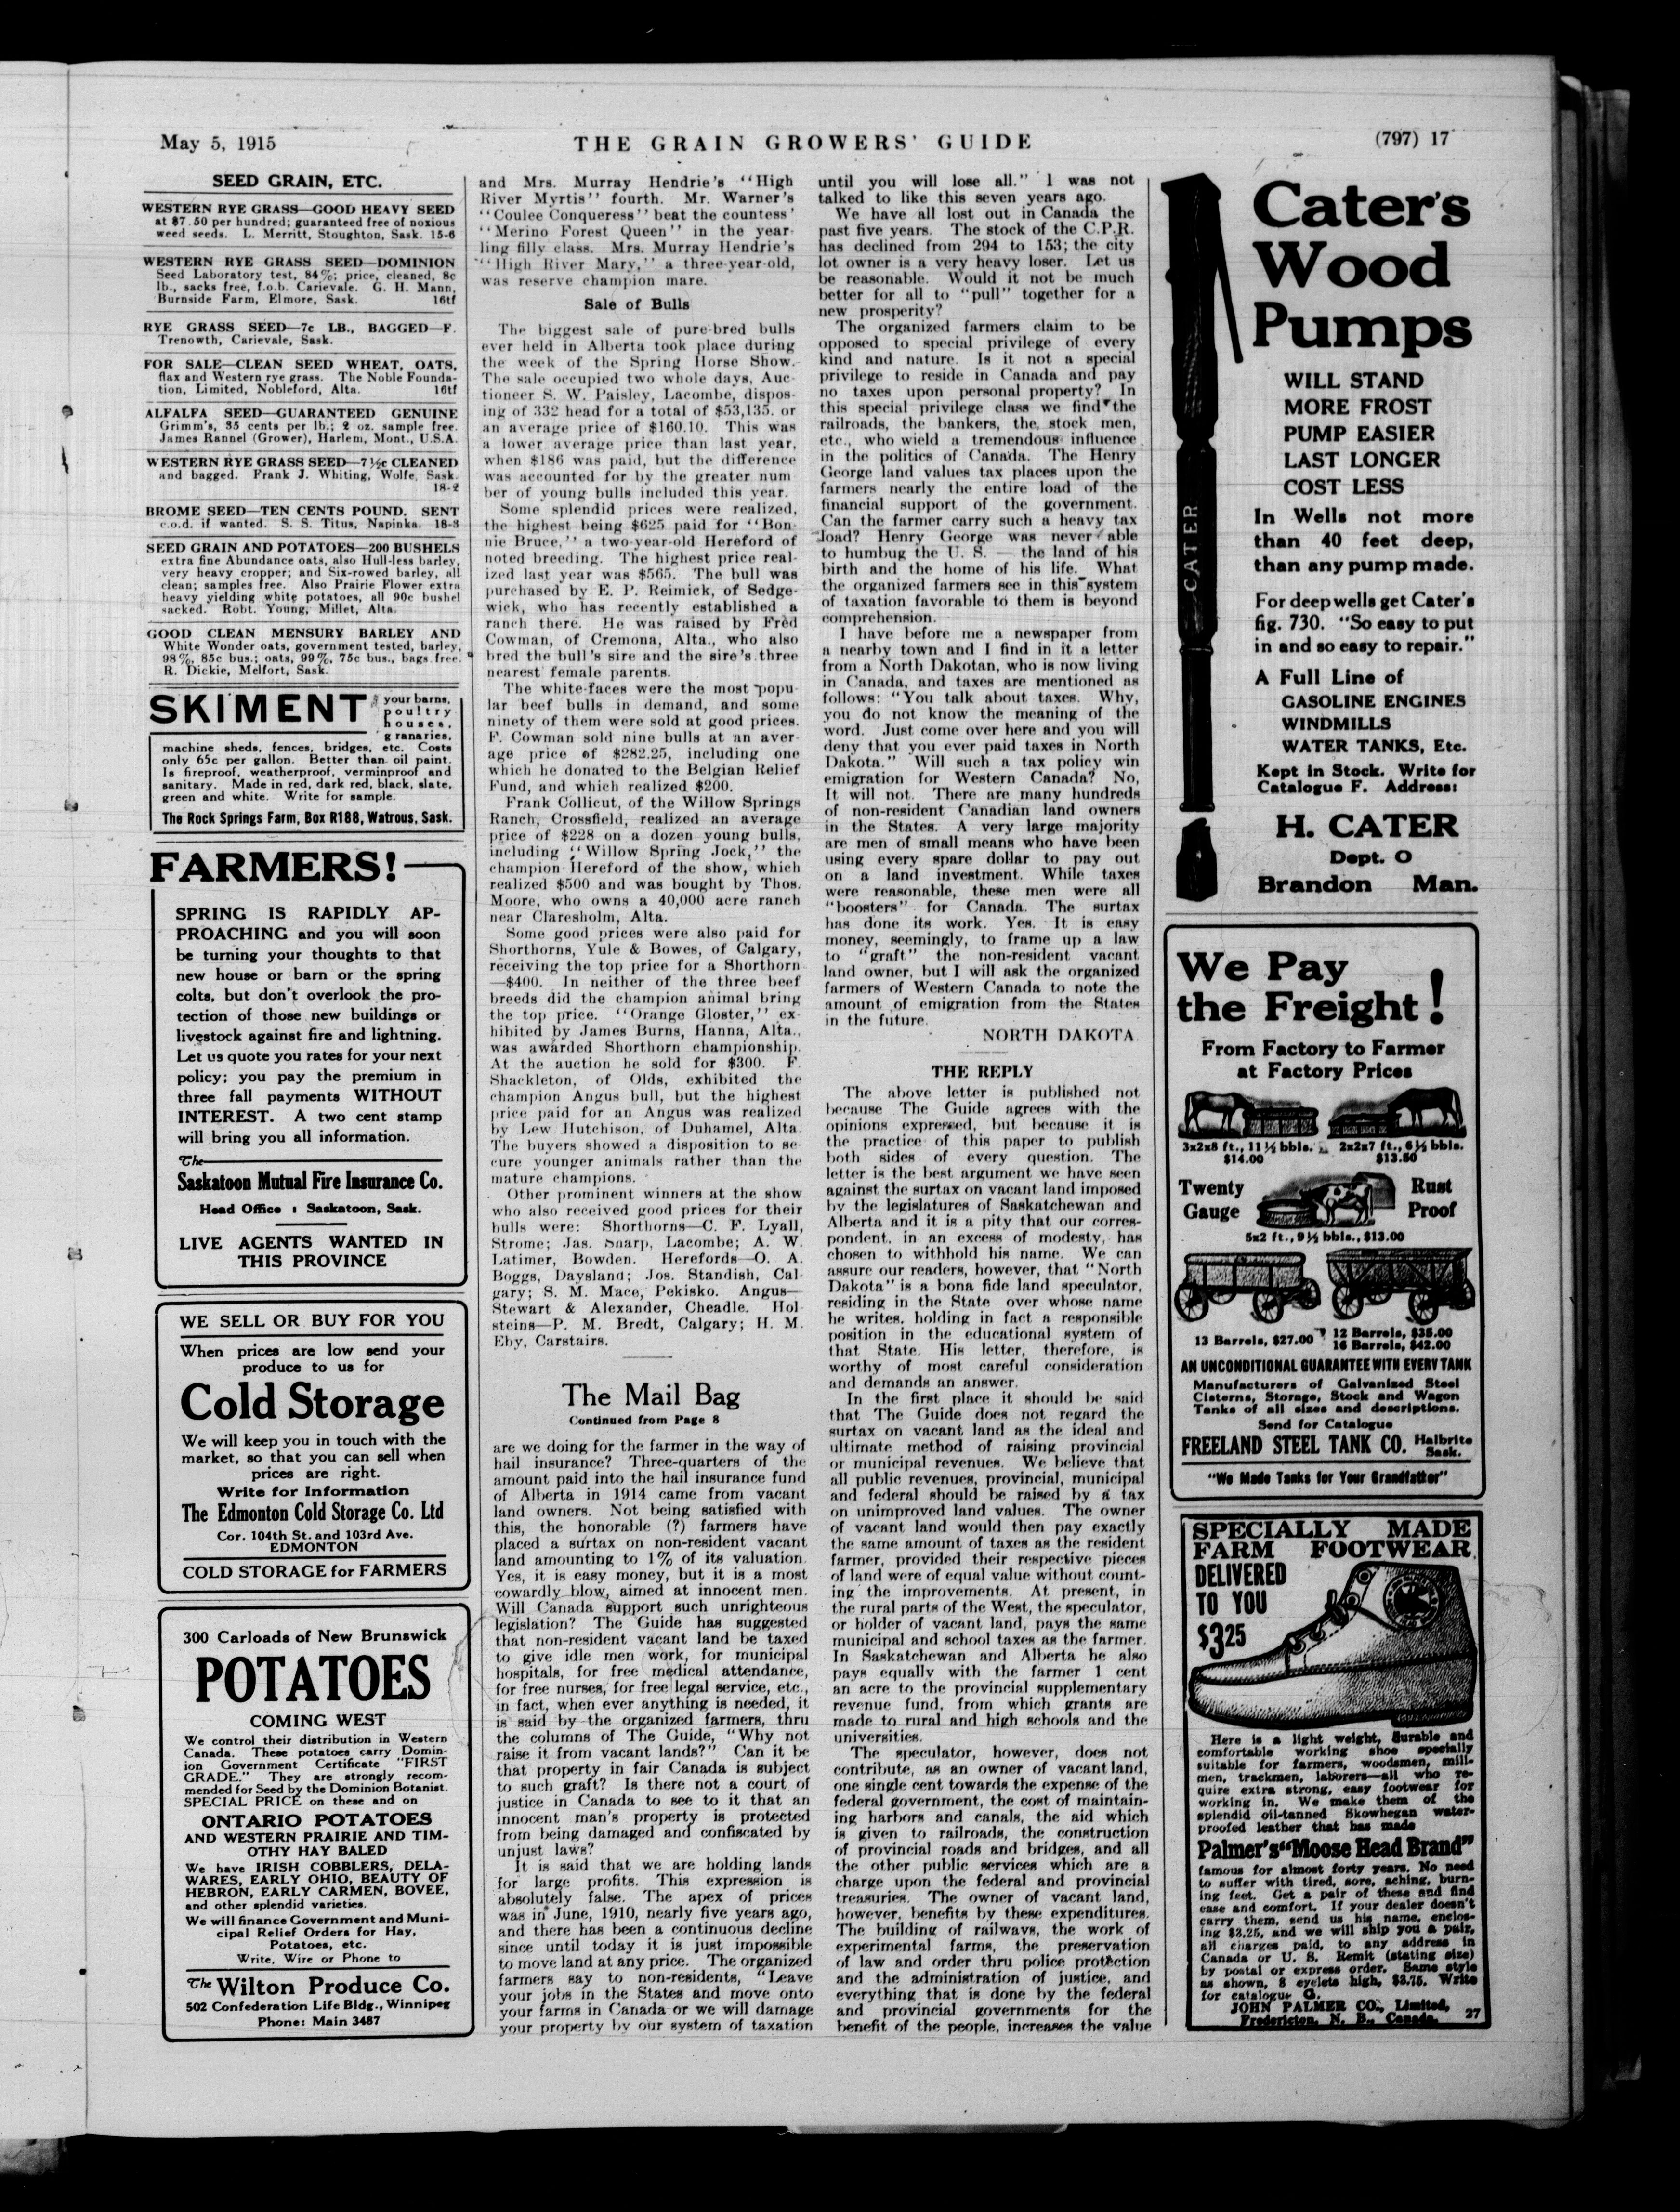 May 5, 1915
THE GRAIN GROWERS' GUIDE
(797) 17
SEED GRAIN, ETC.
WESTERN RYE GRASS—GOOD HEAVY SEED
at $7.50 per hundred; guaranteed free of noxious
weed seeds. L. Merritt, Stoughton, Sask. 15-6
WESTERN RYE GRASS SEED—DOMINION
Seed Laboratory test, 84%; price, cleaned, 8c
lb., sacks free, f.o.b. Carievale. G. H. Mann,
Burnside Farm, Elmore, Sask. 16tf
RYE GRASS SEED—7c LB., BAGGED—F.
Trenowth, Carievale, Sask.
FOR SALE—CLEAN SEED WHEAT, OATS,
flax and Western rye grass. The Noble Founda-
tion, Limited, Nobleford, Alta. 16tf
ALFALFA SEED—GUARANTEED GENUINE
Grimm's, 35 cents per lb.; 2 oz. sample free.
James Rannel (Grower), Harlem, Mont., U.S.A.
WESTERN RYE GRASS SEED—7½c CLEANED
and bagged. Frank J. Whiting, Wolfe, Sask.
18-2
BROME SEED—TEN CENTS POUND. SENT
c.o.d. if wanted. S. S. Titus, Napinka. 18-3
SEED GRAIN AND POTATOES—200 BUSHELS
extra fine Abundance oats, also Hull-less barley,
very heavy cropper; and Six-rowed barley, all
clean; samples free. Also Prairie Flower extra
heavy yielding white potatoes, all 90c bushel
sacked. Robt. Young, Millet, Alta.
GOOD CLEAN MENSURY BARLEY AND
White Wonder oats, government tested, barley,
98%, 85c bus.; oats, 99%, 75c bus., bags free.
R. Dickie, Melfort, Sask.
SKIMENT your barns,
poultry
houses,
granaries,
machine sheds, fences, bridges, etc. Costs
only 65c per gallon. Better than oil paint.
Is fireproof, weatherproof, verminproof and
sanitary. Made in red, dark red, black, slate,
green and white. Write for sample.
The Rock Springs Farm, Box R188, Watrous, Sask.
FARMERS!
SPRING IS RAPIDLY AP-
PROACHING and you will soon
be turning your thoughts to that
new house or barn or the spring
colts, but don't overlook the pro-
tection of those new buildings or
livestock against fire and lightning.
Let us quote you rates for your next
policy; you pay the premium in
three fall payments WITHOUT
INTEREST. A two cent stamp
will bring you all information.
The
Saskatoon Mutual Fire Insurance Co.
Head Office : Saskatoon, Sask.
LIVE AGENTS WANTED IN
THIS PROVINCE
WE SELL OR BUY FOR YOU
When prices are low send your
produce to us for
Cold Storage
We will keep you in touch with the
market, so that you can sell when
prices are right.
Write for Information
The Edmonton Cold Storage Co. Ltd
Cor. 104th St. and 103rd Ave.
EDMONTON
COLD STORAGE for FARMERS
300 Carloads of New Brunswick
POTATOES
COMING WEST
We control their distribution in Western
Canada. These potatoes carry Domin-
ion Government Certificate "FIRST
GRADE." They are strongly recom-
mended for Seed by the Dominion Botanist.
SPECIAL PRICE on these and on
ONTARIO POTATOES
AND WESTERN PRAIRIE AND TIM-
OTHY HAY BALED
We have IRISH COBBLERS, DELA-
WARES, EARLY OHIO, BEAUTY OF
HEBRON, EARLY CARMEN, BOVEE,
and other splendid varieties.
We will finance Government and Muni-
cipal Relief Orders for Hay,
Potatoes, etc.
Write, Wire or Phone to
The Wilton Produce Co.
502 Confederation Life Bldg., Winnipeg
Phone: Main 3487
and Mrs. Murray Hendrie's "High
River Myrtis" fourth. Mr. Warner's
"Coulee Conqueress" beat the countess'
"Merino Forest Queen" in the year-
ling filly class. Mrs. Murray Hendrie's
"High River Mary," a three-year-old,
was reserve champion mare.
Sale of Bulls
The biggest sale of pure-bred bulls
ever held in Alberta took place during
the week of the Spring Horse Show.
The sale occupied two whole days, Auc-
tioneer S. W. Paisley, Lacombe, dispos-
ing of 332 head for a total of $53,135, or
an average price of $160.10. This was
a lower average price than last year,
when $186 was paid, but the difference
was accounted for by the greater num
ber of young bulls included this year.
Some splendid prices were realized,
the highest being $625 paid for "Bon-
nie Bruce," a two-year-old Hereford of
noted breeding. The highest price real-
ized last year was $565. The bull was
purchased by E. P. Reimick, of Sedge-
wick, who has recently established a
ranch there. He was raised by Fred
Cowman, of Cremona, Alta., who also
bred the bull's sire and the sire's three
nearest female parents.
The white-faces were the most popu-
lar beef bulls in demand, and some
ninety of them were sold at good prices.
F. Cowman sold nine bulls at an aver-
age price of $282.25, including one
which he donated to the Belgian Relief
Fund, and which realized $200.
Frank Collicut, of the Willow Springs
Ranch, Crossfield, realized an average
price of $228 on a dozen young bulls,
including "Willow Spring Jock," the
champion Hereford of the show, which
realized $500 and was bought by Thos.
Moore, who owns a 40,000 acre ranch
near Claresholm, Alta.
Some good prices were also paid for
Shorthorns, Yule & Bowes, of Calgary,
receiving the top price for a Shorthorn
—$400. In neither of the three beef
breeds did the champion animal bring
the top price. "Orange Gloster," ex-
hibited by James Burns, Hanna, Alta.,
was awarded Shorthorn championship.
At the auction he sold for $300. F.
Shackleton, of Olds, exhibited the
champion Angus bull, but the highest
price paid for an Angus was realized
by Lew Hutchison, of Duhamel, Alta.
The buyers showed a disposition to se-
cure younger animals rather than the
mature champions.
Other prominent winners at the show
who also received good prices for their
bulls were: Shorthorns—C. F. Lyall,
Strome; Jas. Sharp, Lacombe; A. W.
Latimer, Bowden. Herefords—O. A.
Boggs, Daysland; Jos. Standish, Cal-
gary; S. M. Mace, Pekisko. Angus—
Stewart & Alexander, Cheadle. Hol-
steins—P. M. Bredt, Calgary; H. M.
Eby, Carstairs.
The Mail Bag
Continued from Page 8
are we doing for the farmer in the way of
hail insurance? Three-quarters of the
amount paid into the hail insurance fund
of Alberta in 1914 came from vacant
land owners. Not being satisfied with
this, the honorable (?) farmers have
placed a surtax on non-resident vacant
land amounting to 1% of its valuation.
Yes, it is easy money, but it is a most
cowardly blow, aimed at innocent men.
Will Canada support such unrighteous
legislation? The Guide has suggested
that non-resident vacant land be taxed
to give idle men work, for municipal
hospitals, for free medical attendance,
for free nurses, for free legal service, etc.,
in fact, when ever anything is needed, it
is said by the organized farmers, thru
the columns of The Guide, "Why not
raise it from vacant lands?" Can it be
that property in fair Canada is subject
to such graft? Is there not a court of
justice in Canada to see to it that an
innocent man's property is protected
from being damaged and confiscated by
unjust laws?
It is said that we are holding lands
for large profits. This expression is
absolutely false. The apex of prices
was in June, 1910, nearly five years ago,
and there has been a continuous decline
since until today it is just impossible
to move land at any price. The organized
farmers say to non-residents, "Leave
your jobs in the States and move onto
your farms in Canada or we will damage
your property by our system of taxation
until you will lose all." I was not
talked to like this seven years ago.
We have all lost out in Canada the
past five years. The stock of the C.P.R.
has declined from 294 to 153; the city
lot owner is a very heavy loser. Let us
be reasonable. Would it not be much
better for all to "pull" together for a
new prosperity?
The organized farmers claim to be
opposed to special privilege of every
kind and nature. Is it not a special
privilege to reside in Canada and pay
no taxes upon personal property? In
this special privilege class we find the
railroads, the bankers, the stock men,
etc., who wield a tremendous influence
in the politics of Canada. The Henry
George land values tax places upon the
farmers nearly the entire load of the
financial support of the government.
Can the farmer carry such a heavy tax
load? Henry George was never able
to humbug the U. S. — the land of his
birth and the home of his life. What
the organized farmers see in this system
of taxation favorable to them is beyond
comprehension.
I have before me a newspaper from
a nearby town and I find in it a letter
from a North Dakotan, who is now living
in Canada, and taxes are mentioned as
follows: "You talk about taxes. Why,
you do not know the meaning of the
word. Just come over here and you will
deny that you ever paid taxes in North
Dakota." Will such a tax policy win
emigration for Western Canada? No,
It will not. There are many hundreds
of non-resident Canadian land owners
in the States. A very large majority
are men of small means who have been
using every spare dollar to pay out
on a land investment. While taxes
were reasonable, these men were all
"boosters" for Canada. The surtax
has done its work. Yes. It is easy
money, seemingly, to frame up a law
to "graft" the non-resident vacant
land owner, but I will ask the organized
farmers of Western Canada to note the
amount of emigration from the States
in the future.
NORTH DAKOTA.
THE REPLY
The above letter is published not
because The Guide agrees with the
opinions expressed, but because it is
the practice of this paper to publish
both sides of every question. The
letter is the best argument we have seen
against the surtax on vacant land imposed
by the legislatures of Saskatchewan and
Alberta and it is a pity that our corres-
pondent, in an excess of modesty, has
chosen to withhold his name. We can
assure our readers, however, that "North
Dakota" is a bona fide land speculator,
residing in the State over whose name
he writes, holding in fact a responsible
position in the educational system of
that State. His letter, therefore, is
worthy of most careful consideration
and demands an answer.
In the first place it should be said
that The Guide does not regard the
surtax on vacant land as the ideal and
ultimate method of raising provincial
or municipal revenues. We believe that
all public revenues, provincial, municipal
and federal should be raised by a tax
on unimproved land values. The owner
of vacant land would then pay exactly
the same amount of taxes as the resident
farmer, provided their respective pieces
of land were of equal value without count-
ing the improvements. At present, in
the rural parts of the West, the speculator,
or holder of vacant land, pays the same
municipal and school taxes as the farmer.
In Saskatchewan and Alberta he also
pays equally with the farmer 1 cent
an acre to the provincial supplementary
revenue fund, from which grants are
made to rural and high schools and the
universities.
The speculator, however, does not
contribute, as an owner of vacant land,
one single cent towards the expense of the
federal government, the cost of maintain-
ing harbors and canals, the aid which
is given to railroads, the construction
of provincial roads and bridges, and all
the other public services which are a
charge upon the federal and provincial
treasuries. The owner of vacant land,
however, benefits by these expenditures.
The building of railways, the work of
experimental farms, the preservation
of law and order thru police protection
and the administration of justice, and
everything that is done by the federal
and provincial governments for the
benefit of the people, increases the value
CATER
Cater's
Wood
Pumps
WILL STAND
MORE FROST
PUMP EASIER
LAST LONGER
COST LESS
In Wells not more
than 40 feet deep,
than any pump made.
For deep wells get Cater's
fig. 730. "So easy to put
in and so easy to repair."
A Full Line of
GASOLINE ENGINES
WINDMILLS
WATER TANKS, Etc.
Kept in Stock. Write for
Catalogue F. Address:
H. CATER
Dept. O
Brandon Man.
We Pay
the Freight!
From Factory to Farmer
at Factory Prices
3x2x8 ft., 11½ bbls. 2x2x7 ft., 6½ bbls.
$14.00 $13.50
Twenty Gauge
Rust Proof
5x2 ft., 9½ bbls., $13.00
13 Barrels, $27.00
12 Barrels, $35.00
16 Barrels, $42.00
AN UNCONDITIONAL GUARANTEE WITH EVERY TANK
Manufacturers of Galvanized Steel
Cisterns, Storage, Stock and Wagon
Tanks of all sizes and descriptions.
Send for Catalogue
FREELAND STEEL TANK CO. Halbrite
Sask.
"We Made Tanks for Your Grandfather"
SPECIALLY MADE
FARM FOOTWEAR
DELIVERED
TO YOU
$3.25
Here is a light weight, durable and
comfortable working shoe specially
suitable for farmers, woodsmen, mill-
men, trackmen, laborers—all who re-
quire extra strong, easy footwear for
working in. We make them of the
splendid oil-tanned Skowhegan water-
proofed leather that has made
Palmer's "Moose Head Brand"
famous for almost forty years. No need
to suffer with tired, sore, aching, burn-
ing feet. Get a pair of these and find
ease and comfort. If your dealer doesn't
carry them, send us his name, enclos-
ing $3.25, and we will ship you a pair,
all charges paid, to any address in
Canada or U. S. Remit (stating size)
by postal or express order. Same style
as shown, 8 eyelets high, $3.75. Write
for catalogue G.
JOHN PALMER CO., Limited,
Fredericton, N. B., Canada. 27